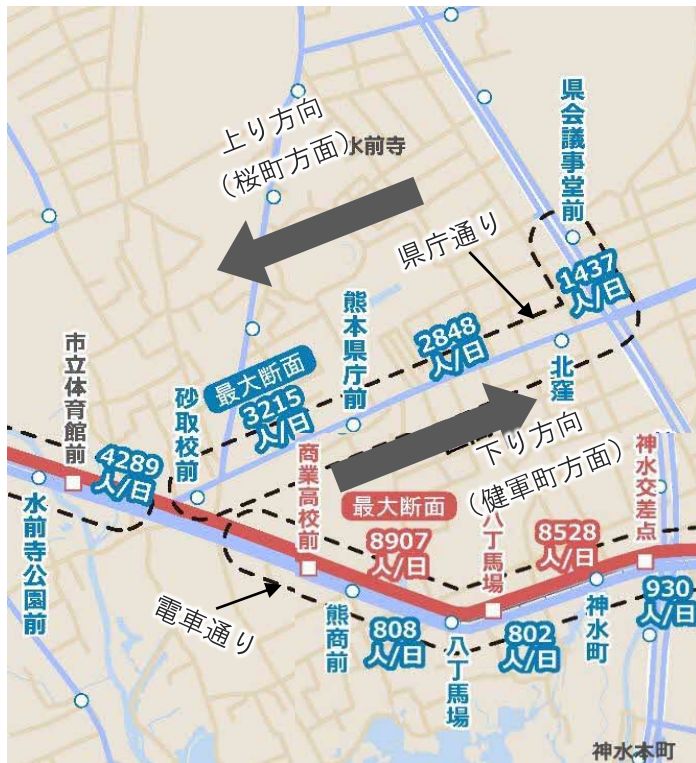 上り方向
(桜町方面)
水前寺
県会議事堂前
県庁通り
1437
人/日
熊本県庁前
2848
人/日
北窪
市立体育館前
砂取校前
最大断面
3215
人/日
下り方向
(健軍町方面)
神水交差点
4289
人/日
商業高校前
最大断面
八丁馬場
水前寺公園前
8907
人/日
8528
人/日
930
人/日
電車通り
熊商前
808
人/日
八丁馬場
802
人/日
神水町
神水本町